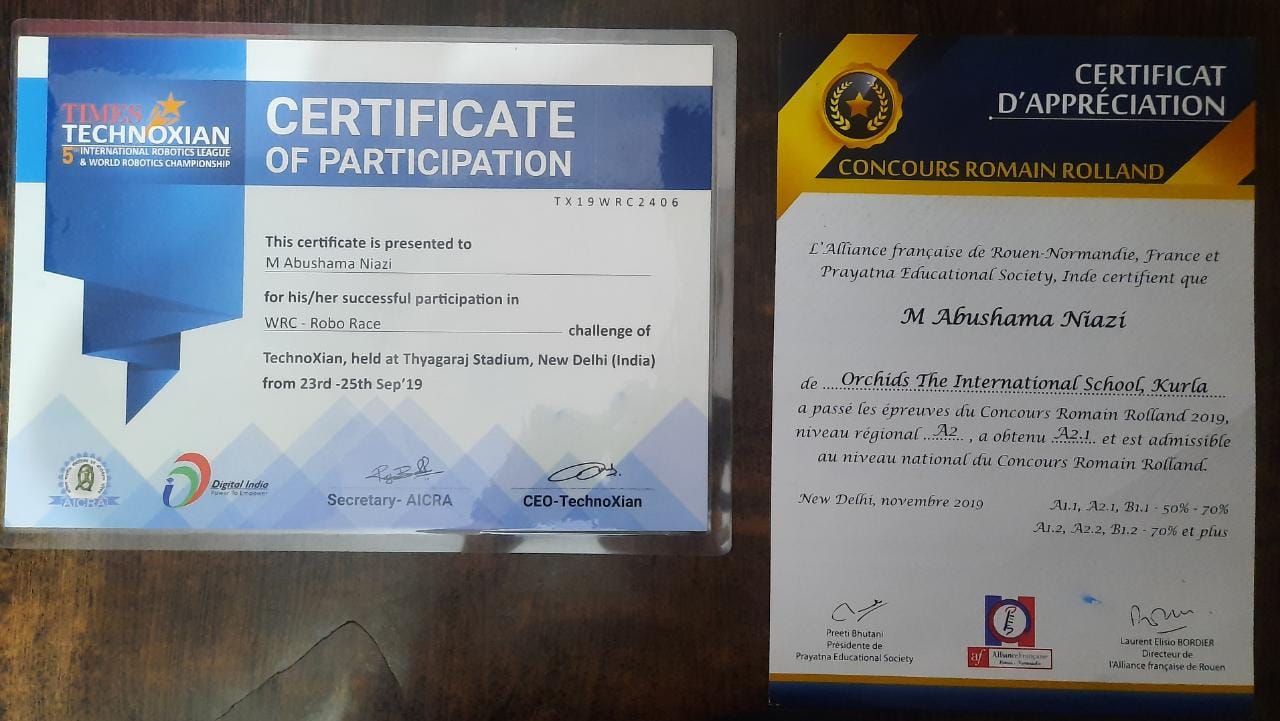 TIMES
TECHNOXIAN
5th INTERNATIONAL ROBOTICS LEAGUE
& WORLD ROBOTICS CHAMPIONSHIP
CERTIFICATE
OF PARTICIPATION
TX19WRC2406
This certificate is presented to
M Abushama Niazi
for his/her successful participation in
WRC - Robo Race challenge of
TechnoXian, held at Thyagaraj Stadium, New Delhi (India)
from 23rd -25th Sep'19
AICRA
Digital India
Power To Empower
Secretary- AICRA
CEO-TechnoXian
CERTIFICAT
D'APPRÉCIATION
CONCOURS ROMAIN ROLLAND
L'Alliance française de Rouen-Normandie, France et
Prayatna Educational Society, Inde certifient que
M Abushama Niazi
de ....Orchids The International School, Kurla
a passé les épreuves du Concours Romain Rolland 2019,
niveau régional ...A2.. , a obtenu .A2.1. et est admissible
au niveau national du Concours Romain Rolland.
New Delhi, novembre 2019
A1.1, A2.1, B1.1 - 50% - 70%
A1.2, A2.2, B1.2 - 70% et plus
Preeti Bhutani
Présidente de
Prayatna Educational Society
af AllianceFrançaise
Rouen - Normandie
Laurent Elisio BORDIER
Directeur de
l'Alliance française de Rouen